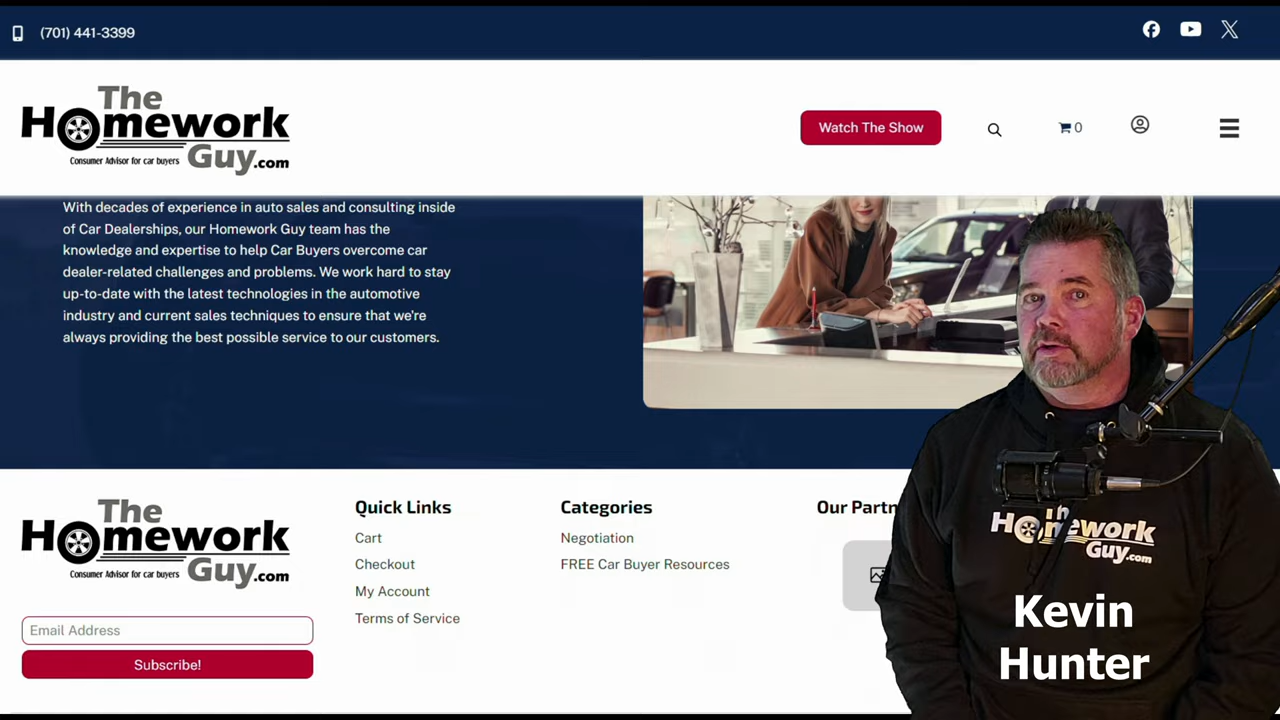 (701) 441-3399
The
Homework
Guy.com
Consumer Advisor for car buyers
Watch The Show
0
With decades of experience in auto sales and consulting inside
of Car Dealerships, our Homework Guy team has the
knowledge and expertise to help Car Buyers overcome car
dealer-related challenges and problems. We work hard to stay
up-to-date with the latest technologies in the automotive
industry and current sales techniques to ensure that we're
always providing the best possible service to our customers.
The
Homework
Guy.com
Consumer Advisor for car buyers
Email Address
Subscribe!
Quick Links
Cart
Checkout
My Account
Terms of Service
Categories
Negotiation
FREE Car Buyer Resources
Our Partn
Homework
Guy.com
Kevin
Hunter